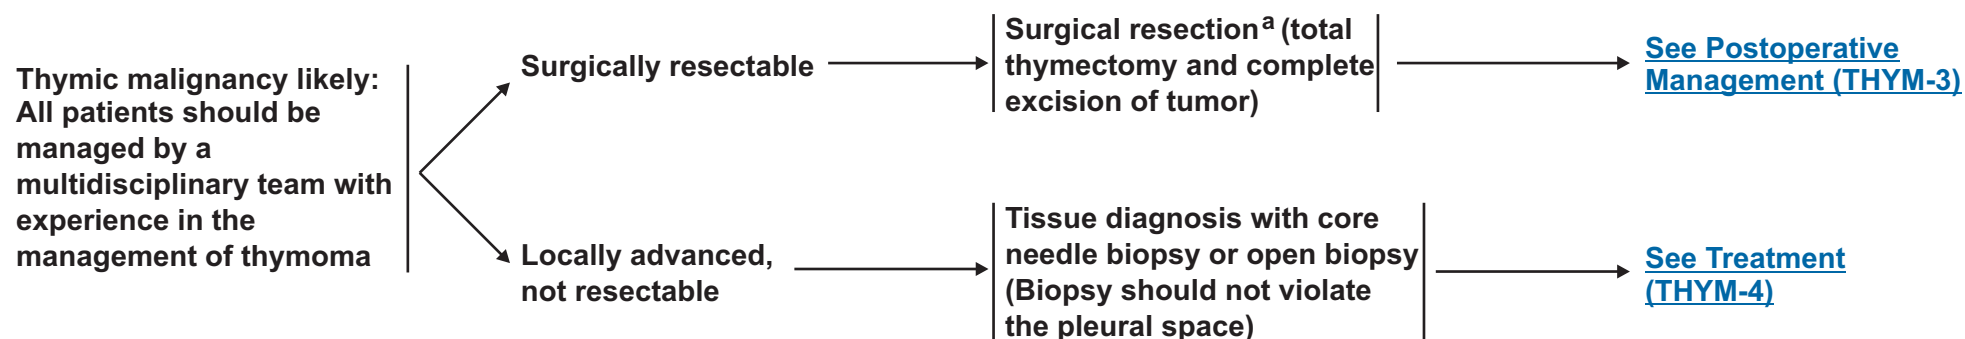 Thymic malignancy likely:
All patients should be
managed by a
multidisciplinary team with
experience in the
management of thymoma
Surgically resectable
Surgical resectionᵃ (total
thymectomy and complete
excision of tumor)
See Postoperative
Management (THYM-3)
Locally advanced,
not resectable
Tissue diagnosis with core
needle biopsy or open biopsy
(Biopsy should not violate
the pleural space)
See Treatment
(THYM-4)